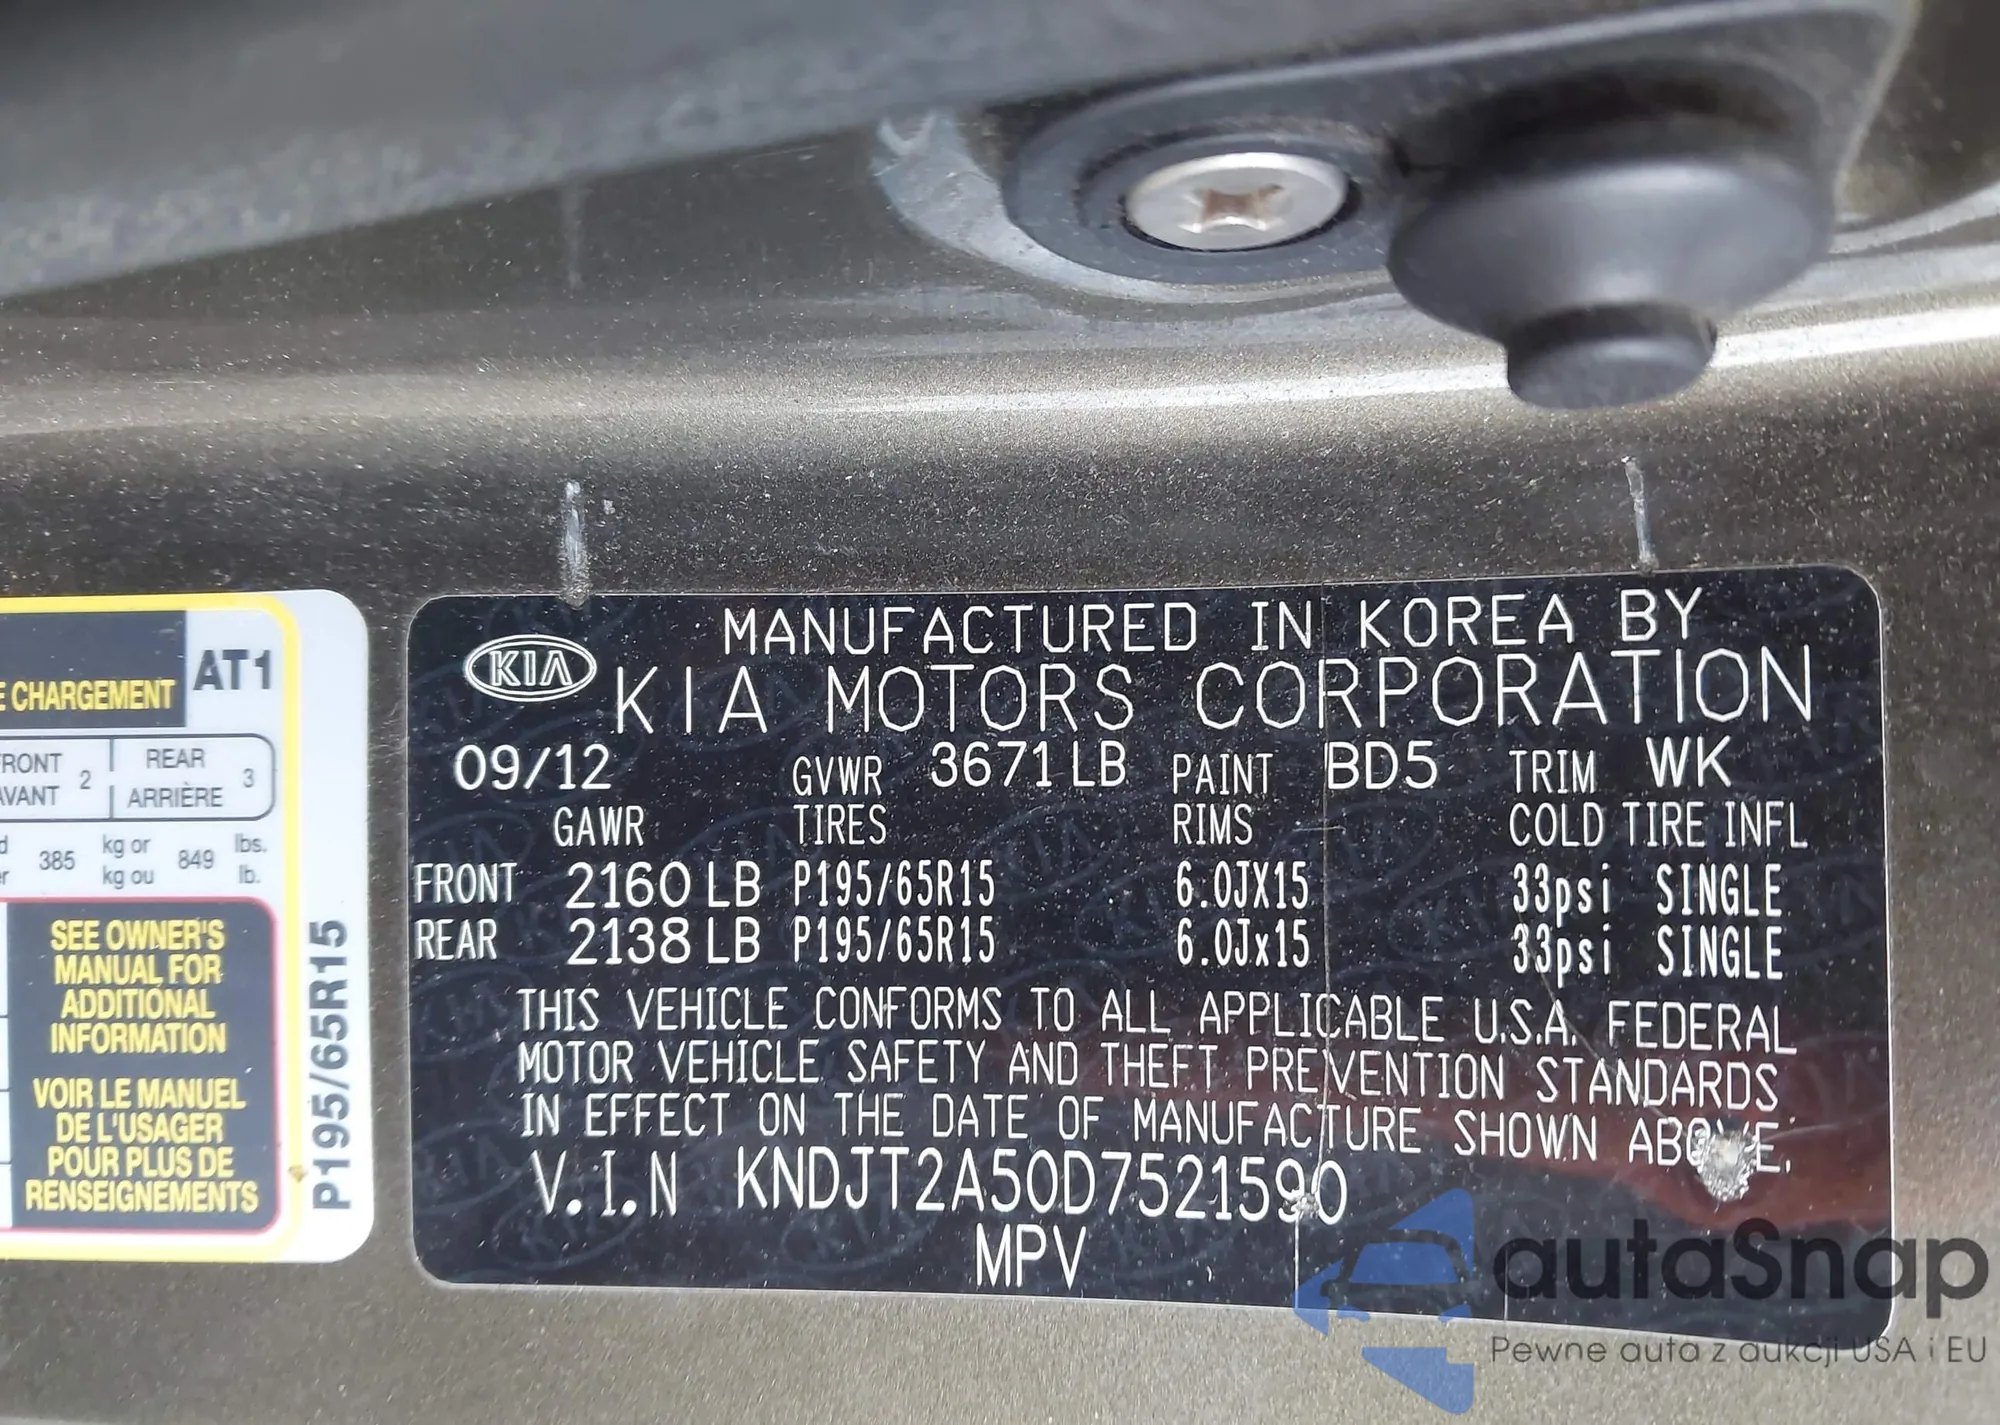 E CHARGEMENT
AT1
FRONT
AVANT
2
REAR
ARRIÈRE
3
385
kg or
kg ou
849
lbs.
lb.
SEE OWNER'S
MANUAL FOR
ADDITIONAL
INFORMATION
VOIR LE MANUEL
DE L'USAGER
POUR PLUS DE
RENSEIGNEMENTS
P195/65R15
KIA
MANUFACTURED IN KOREA BY
KIA MOTORS CORPORATION
09/12 GVWR 3671 LB PAINT BD5 TRIM WK
GAWR TIRES RIMS COLD TIRE INFL
FRONT 2160 LB P195/65R15 6.0JX15 33psi SINGLE
REAR 2138 LB P195/65R15 6.0Jx15 33psi SINGLE
THIS VEHICLE CONFORMS TO ALL APPLICABLE U.S.A. FEDERAL
MOTOR VEHICLE SAFETY AND THEFT PREVENTION STANDARDS
IN EFFECT ON THE DATE OF MANUFACTURE SHOWN ABOVE.
V.I.N KNDJT2A50D7521590
MPV
autaSnap
Pewne auta z aukcji USA i EU